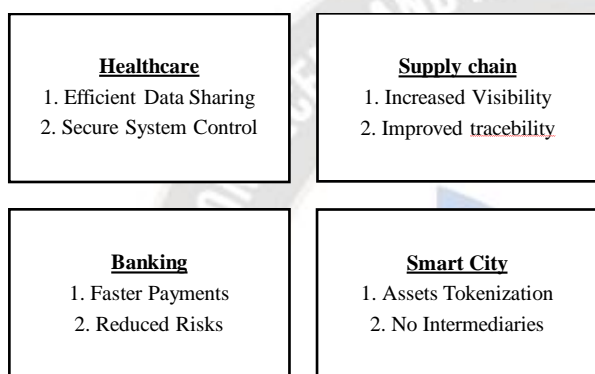 Healthcare
1. Efficient Data Sharing
2. Secure System Control
Supply chain
1. Increased Visibility
2. Improved tracebility
Banking
1. Faster Payments
2. Reduced Risks
Smart City
1. Assets Tokenization
2. No Intermediaries